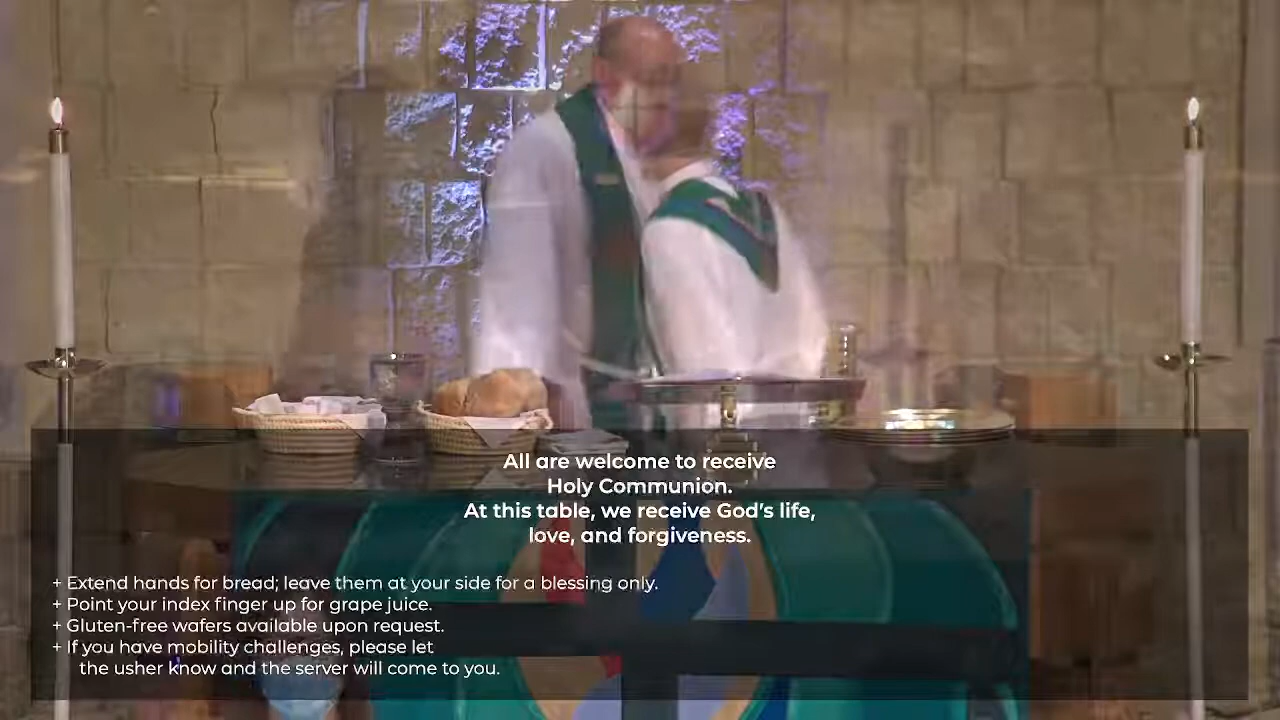 All are welcome to receive
Holy Communion.
At this table, we receive God's life,
love, and forgiveness.
+ Extend hands for bread; leave them at your side for a blessing only.
+ Point your index finger up for grape juice.
+ Gluten-free wafers available upon request.
+ If you have mobility challenges, please let
the usher know and the server will come to you.